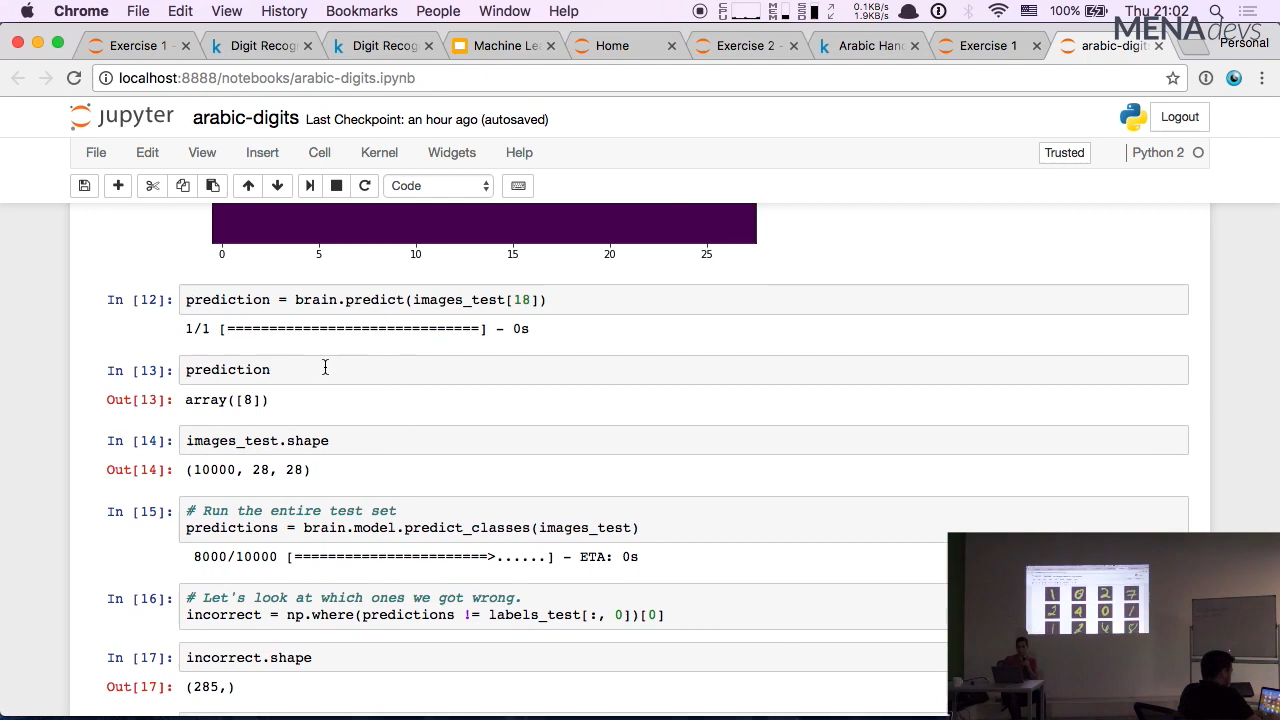 Chrome File Edit View History Bookmarks People Window Help
0.1KB/s
1.9KB/s
100% Thu 21:02
MENAdevs
Exercise 1 -
Digit Recog
Digit Recog
Machine Le
Home
Exercise 2 -
Arabic Han
Exercise 1
arabic-digit
Personal
localhost:8888/notebooks/arabic-digits.ipynb
jupyter arabic-digits Last Checkpoint: an hour ago (autosaved)
Logout
File Edit View Insert Cell Kernel Widgets Help
Trusted Python 2
Code
0 5 10 15 20 25
In [12]: prediction = brain.predict(images_test[18])
1/1 [==============================] - 0s
In [13]: prediction
Out[13]: array([8])
In [14]: images_test.shape
Out[14]: (10000, 28, 28)
In [15]: # Run the entire test set
predictions = brain.model.predict_classes(images_test)
8000/10000 [=======================>......] - ETA: 0s
In [16]: # Let's look at which ones we got wrong.
incorrect = np.where(predictions != labels_test[:, 0])[0]
In [17]: incorrect.shape
Out[17]: (285,)